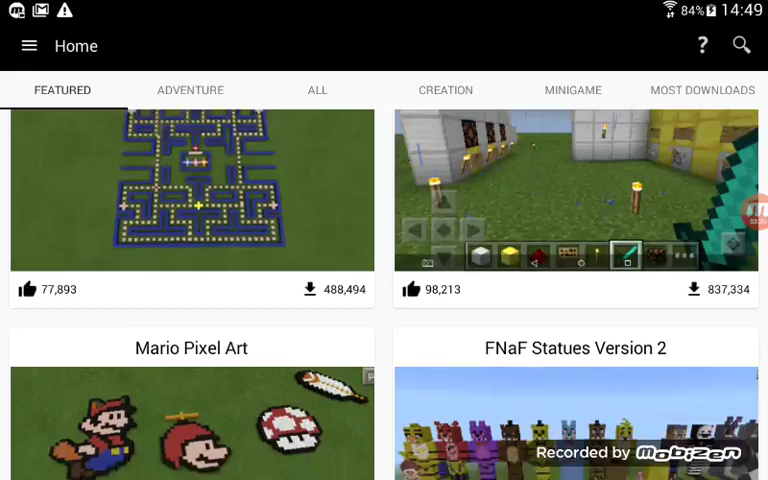 84% 14:49
Home ?
FEATURED ADVENTURE ALL CREATION MINIGAME MOST DOWNLOADS
77,893 488,494 98,213 837,334
Mario Pixel Art FNaF Statues Version 2
Recorded by mobizen